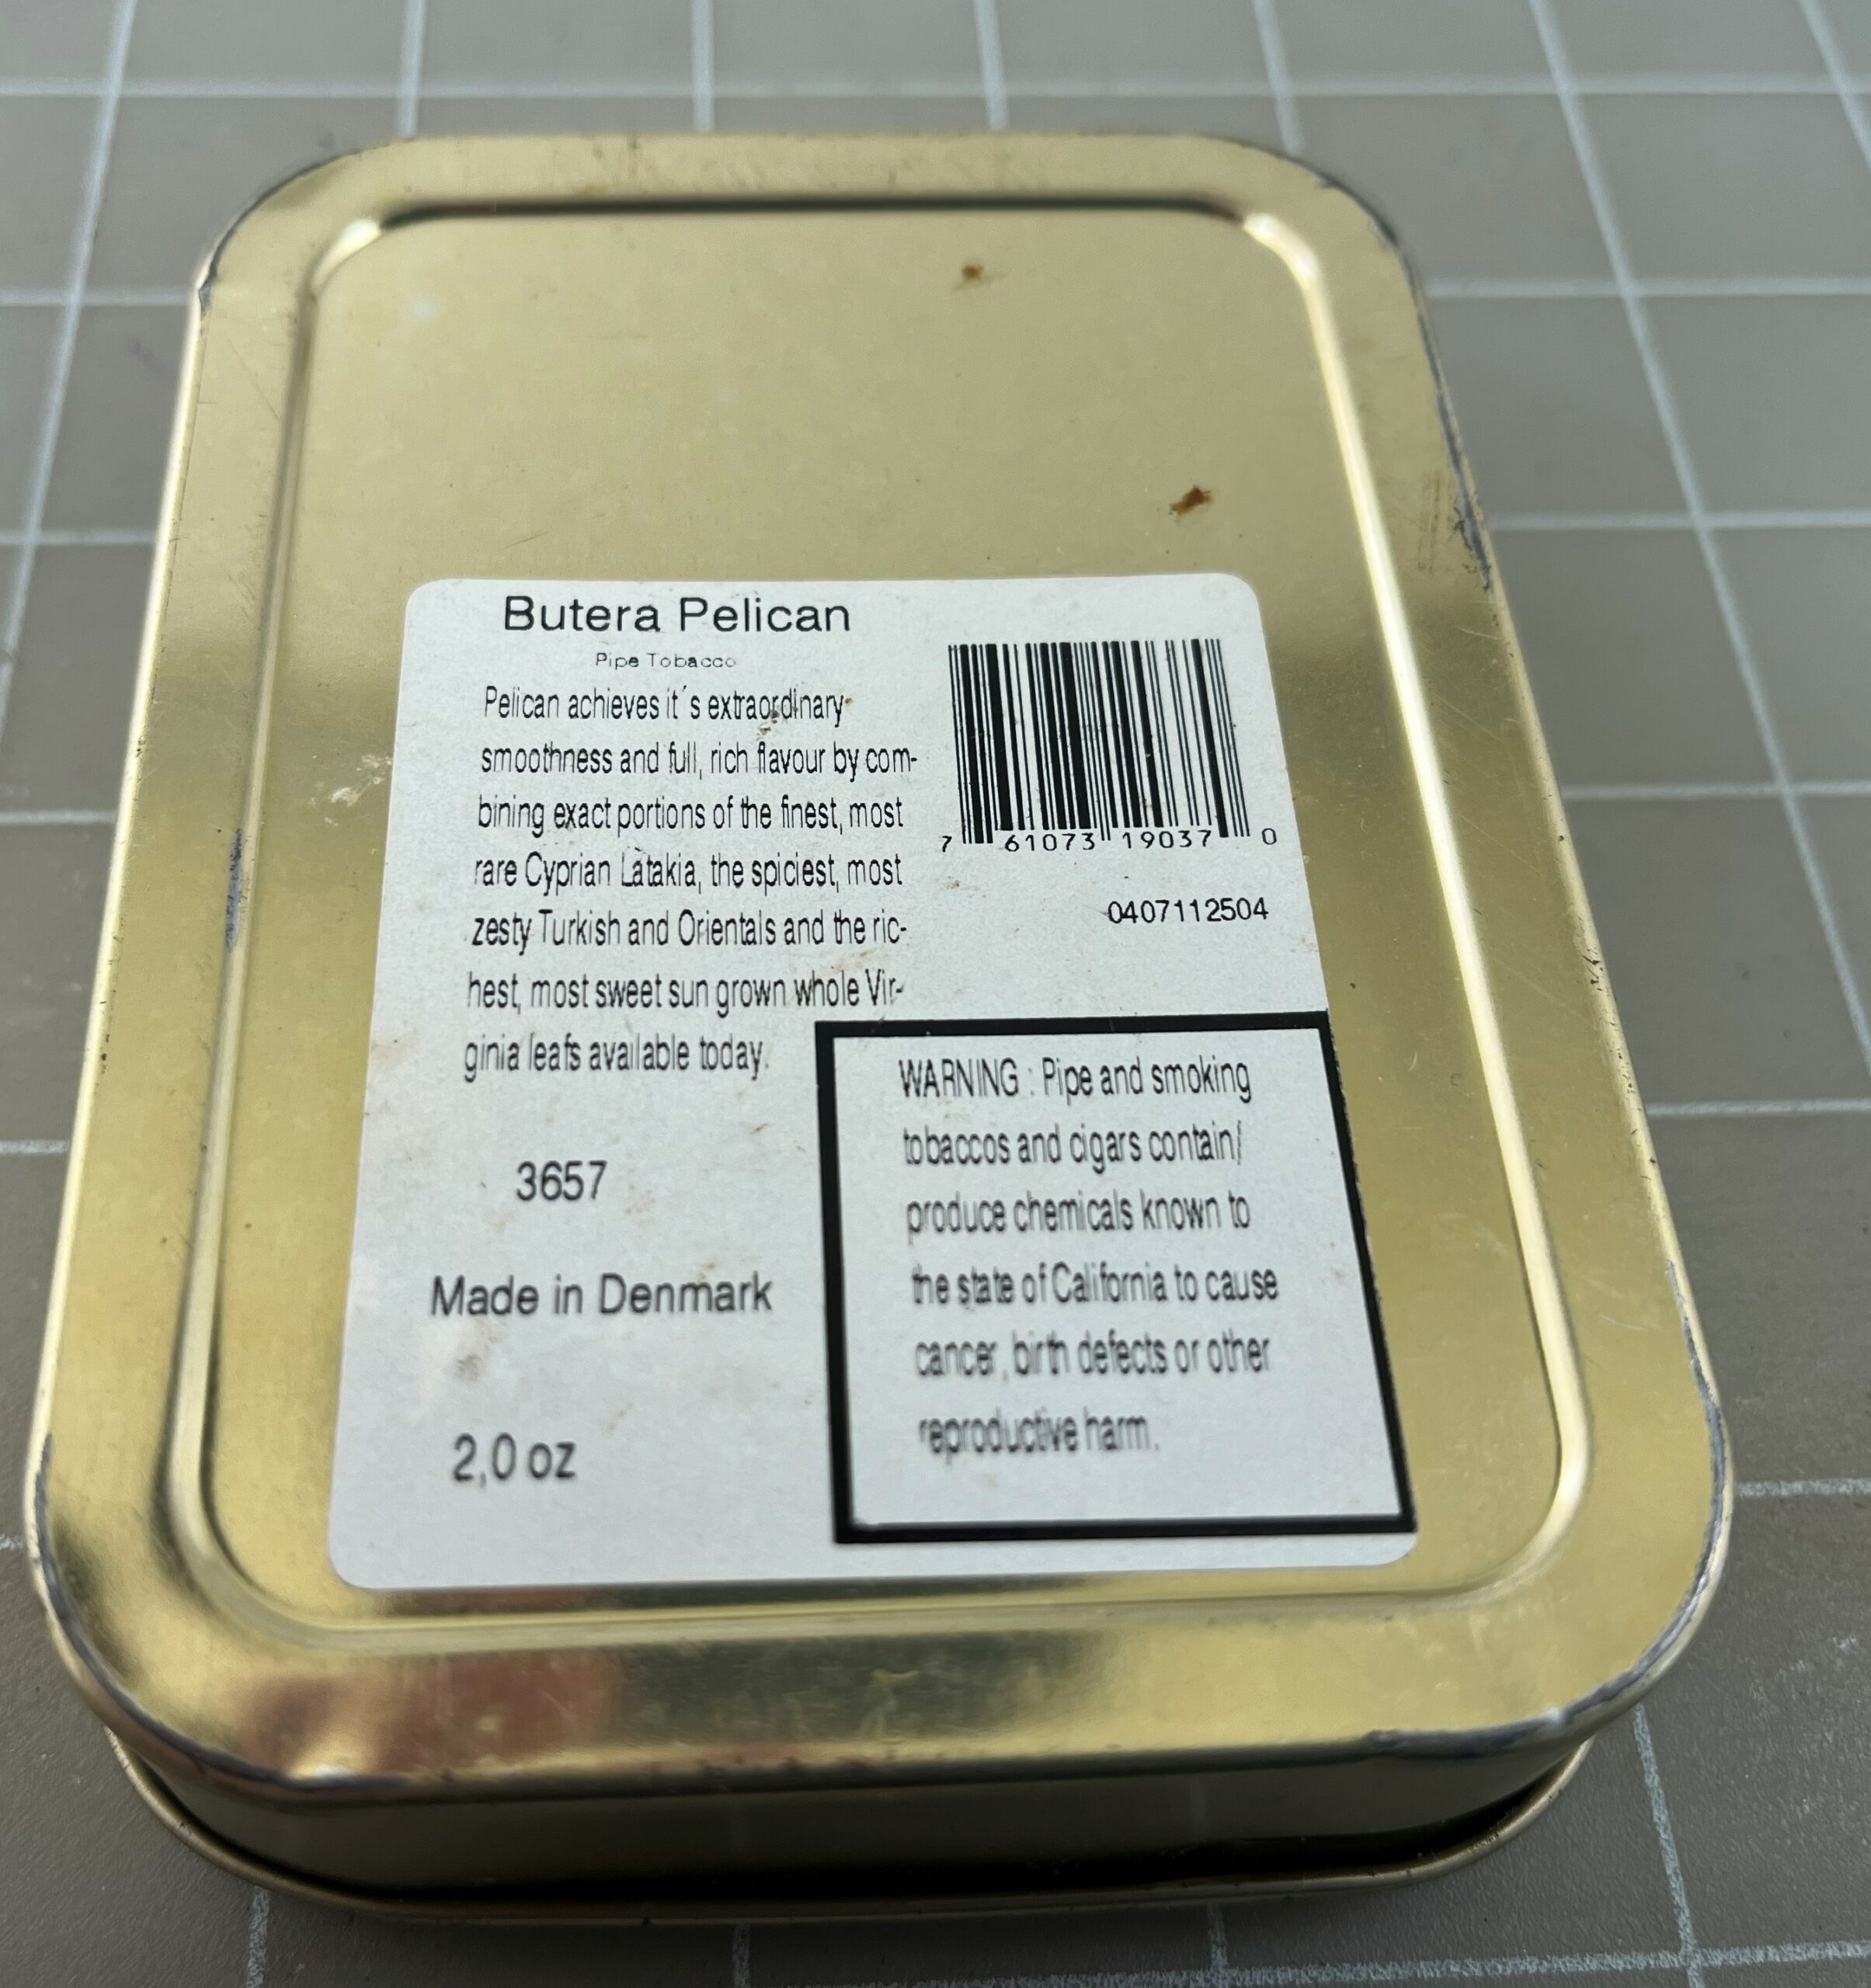 Butera Pelican
Pipe Tobacco
Pelican achieves it´s extraordinary
smoothness and full, rich flavour by com-
bining exact portions of the finest, most
rare Cyprian Latakia, the spiciest, most
zesty Turkish and Orientals and the ric-
hest, most sweet sun grown whole Vir-
ginia leafs available today.
3657
Made in Denmark
2,0 oz
7 61073 19037 0
0407112504
WARNING : Pipe and smoking
tobaccos and cigars contain/
produce chemicals known to
the state of California to cause
cancer, birth defects or other
reproductive harm.